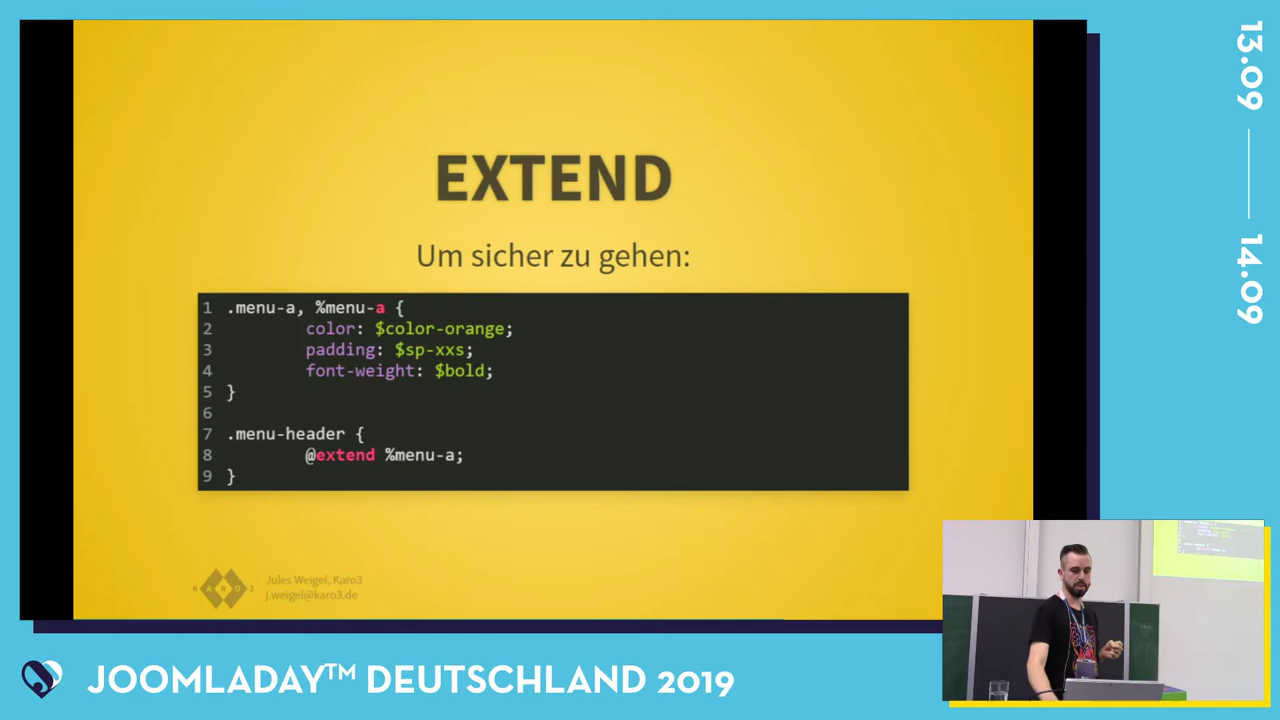 EXTEND
Um sicher zu gehen:
1 .menu-a, %menu-a {
2 color: $color-orange;
3 padding: $sp-xxs;
4 font-weight: $bold;
5 }
6
7 .menu-header {
8 @extend %menu-a;
9 }
KARO3
Jules Weigel, Karo3
j.weigel@karo3.de
13.09
14.09
JOOMLADAY™ DEUTSCHLAND 2019